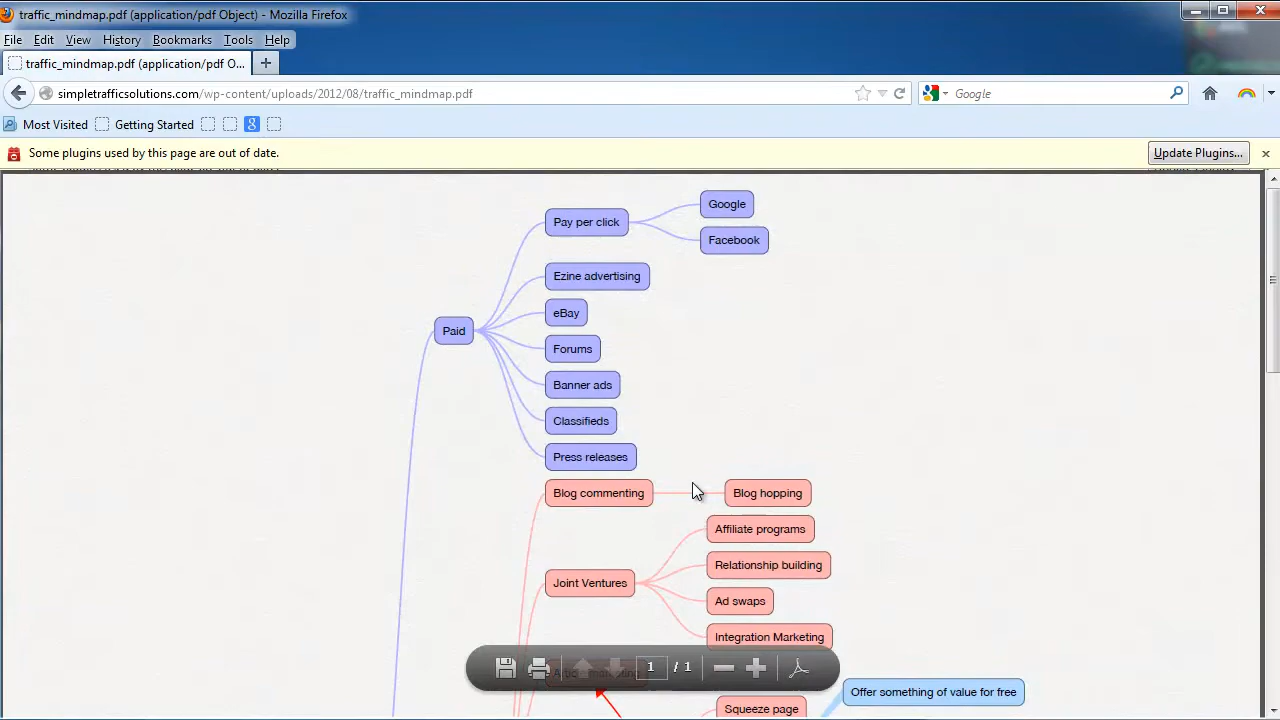 traffic_mindmap.pdf (application/pdf Object) - Mozilla Firefox
File Edit View History Bookmarks Tools Help
traffic_mindmap.pdf (application/pdf O...
simpletrafficsolutions.com/wp-content/uploads/2012/08/traffic_mindmap.pdf
Google
Most Visited Getting Started
Some plugins used by this page are out of date.
Update Plugins...
Pay per click
Google
Facebook
Ezine advertising
eBay
Paid
Forums
Banner ads
Classifieds
Press releases
Blog commenting
Blog hopping
Affiliate programs
Joint Ventures
Relationship building
Ad swaps
Integration Marketing
1 / 1
Offer something of value for free
Squeeze page